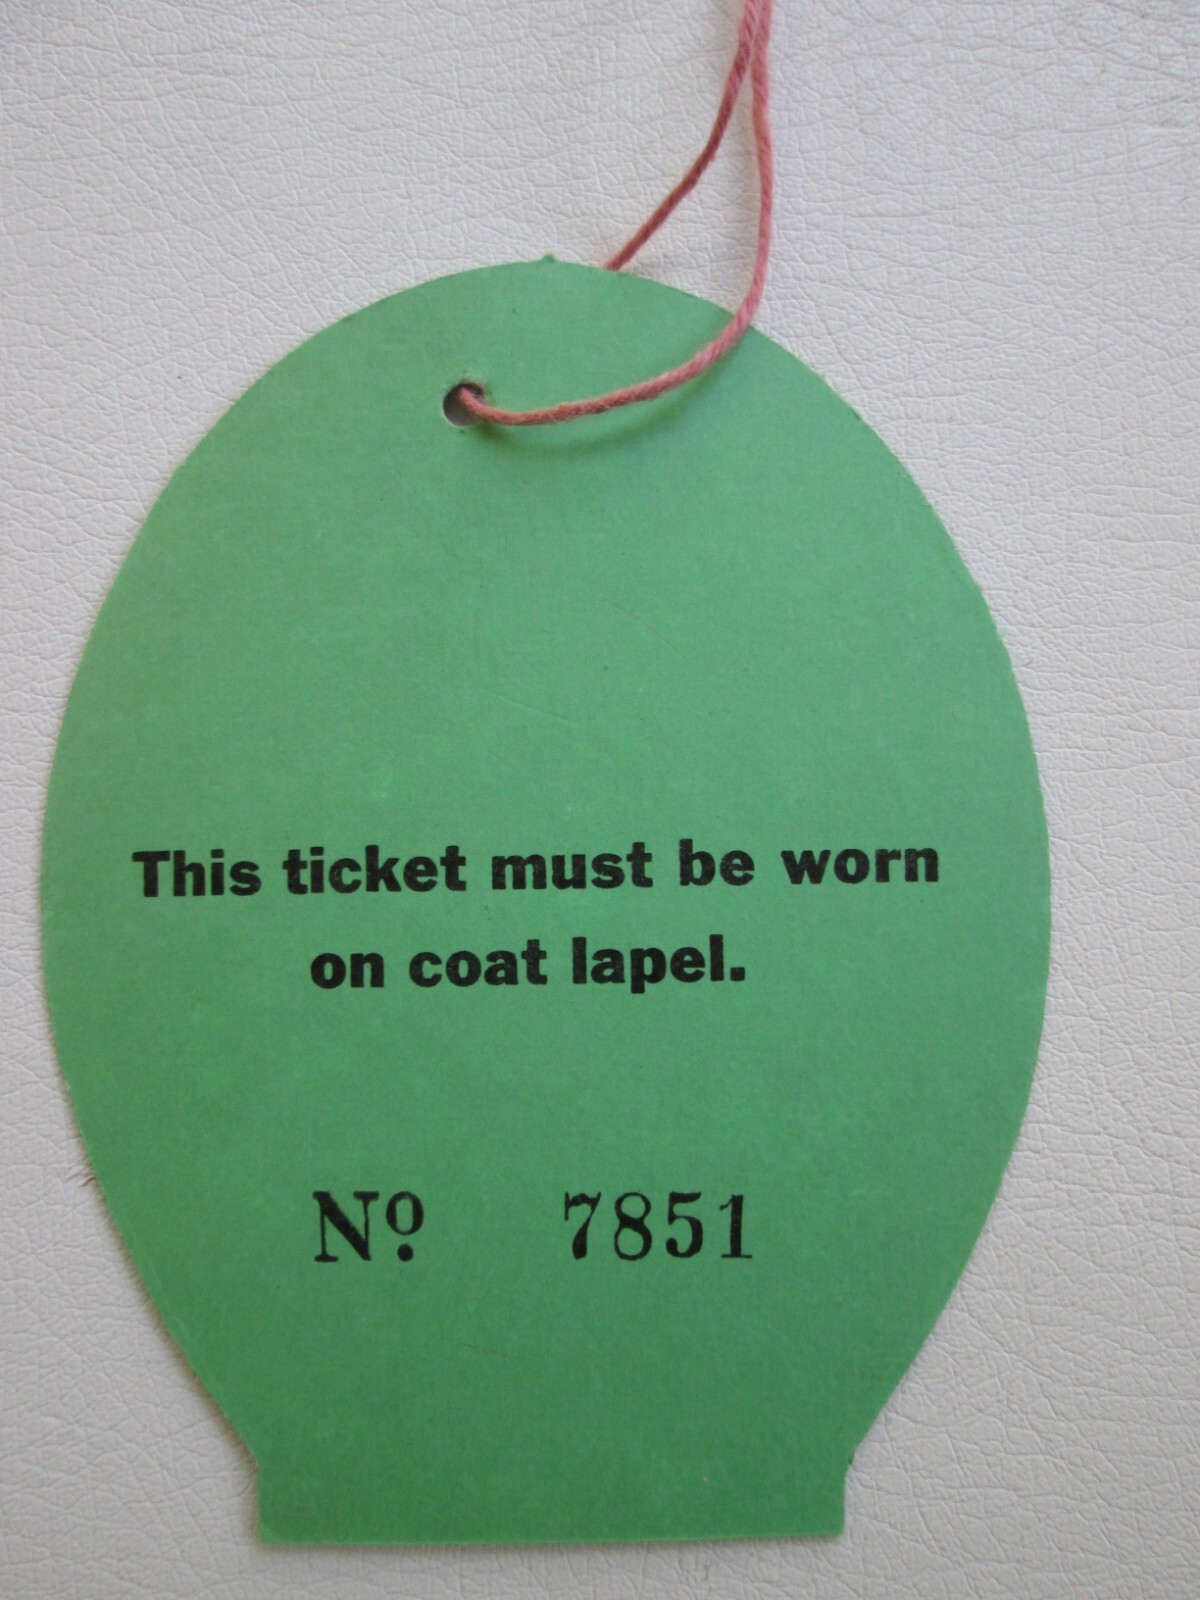 This ticket must be worn
on coat lapel.
Nº 7851